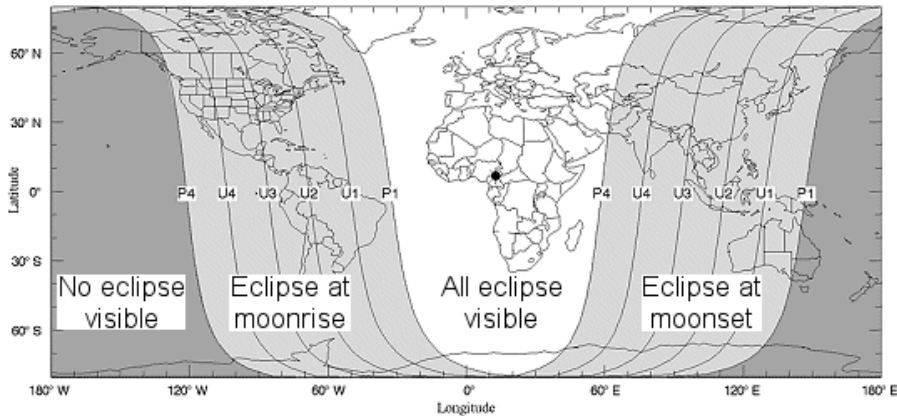 60° N
30° N
0°
30° S
60° S
Latitude
P4 U4 U3 U2 U1 P1 P4 U4 U3 U2 U1 P1
No eclipse
visible
Eclipse at
moonrise
All eclipse
visible
Eclipse at
moonset
180° W 120° W 60° W 0° 60° E 120° E 180° E
Longitude